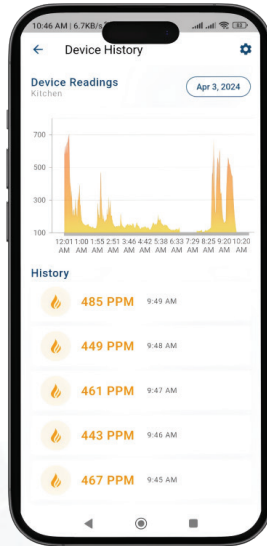 10:46 AM | 6.7KB/s
Device History
Device Readings
Kitchen
Apr 3, 2024
700
500
300
100
12:01 1:00 1:55 2:51 3:46 4:42 5:38 6:33 7:29 8:25 9:20 10:20
AM AM AM AM AM AM AM AM AM AM AM AM
History
485 PPM 9:49 AM
449 PPM 9:48 AM
461 PPM 9:47 AM
443 PPM 9:46 AM
467 PPM 9:45 AM